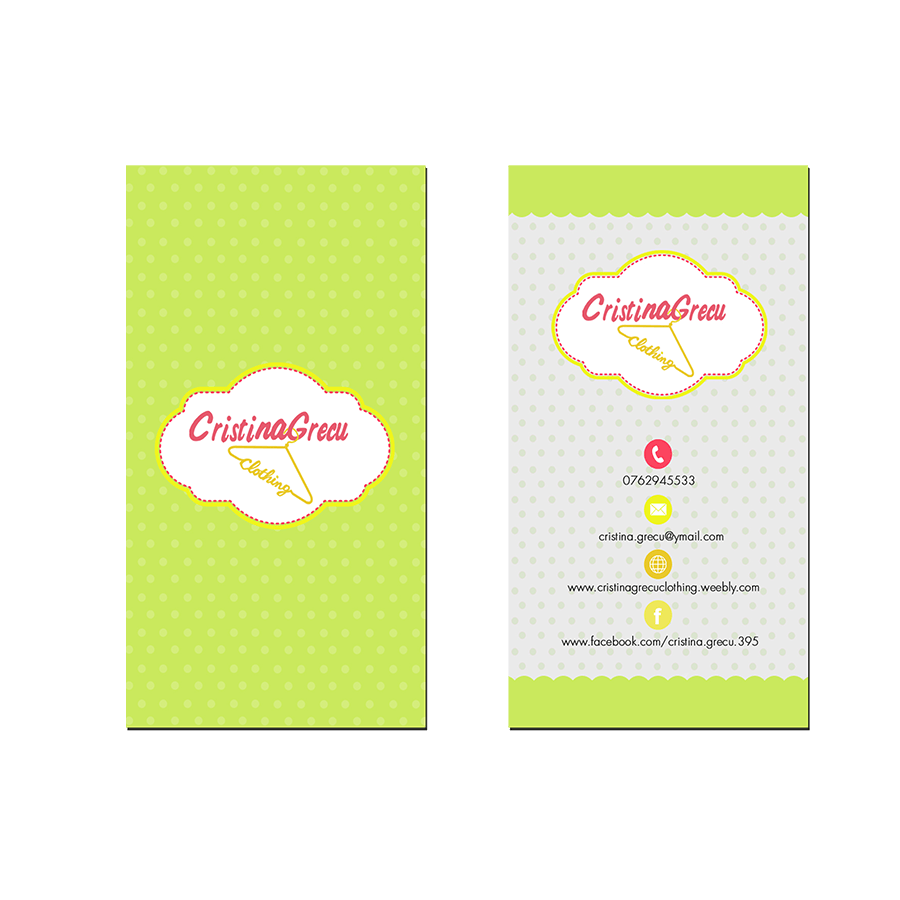 CristinaGrecu
Clothing
CristinaGrecu
Clothing
0762945533
cristina.grecu@ymail.com
www.cristinagrecuclothing.weebly.com
www.facebook.com/cristina.grecu.395